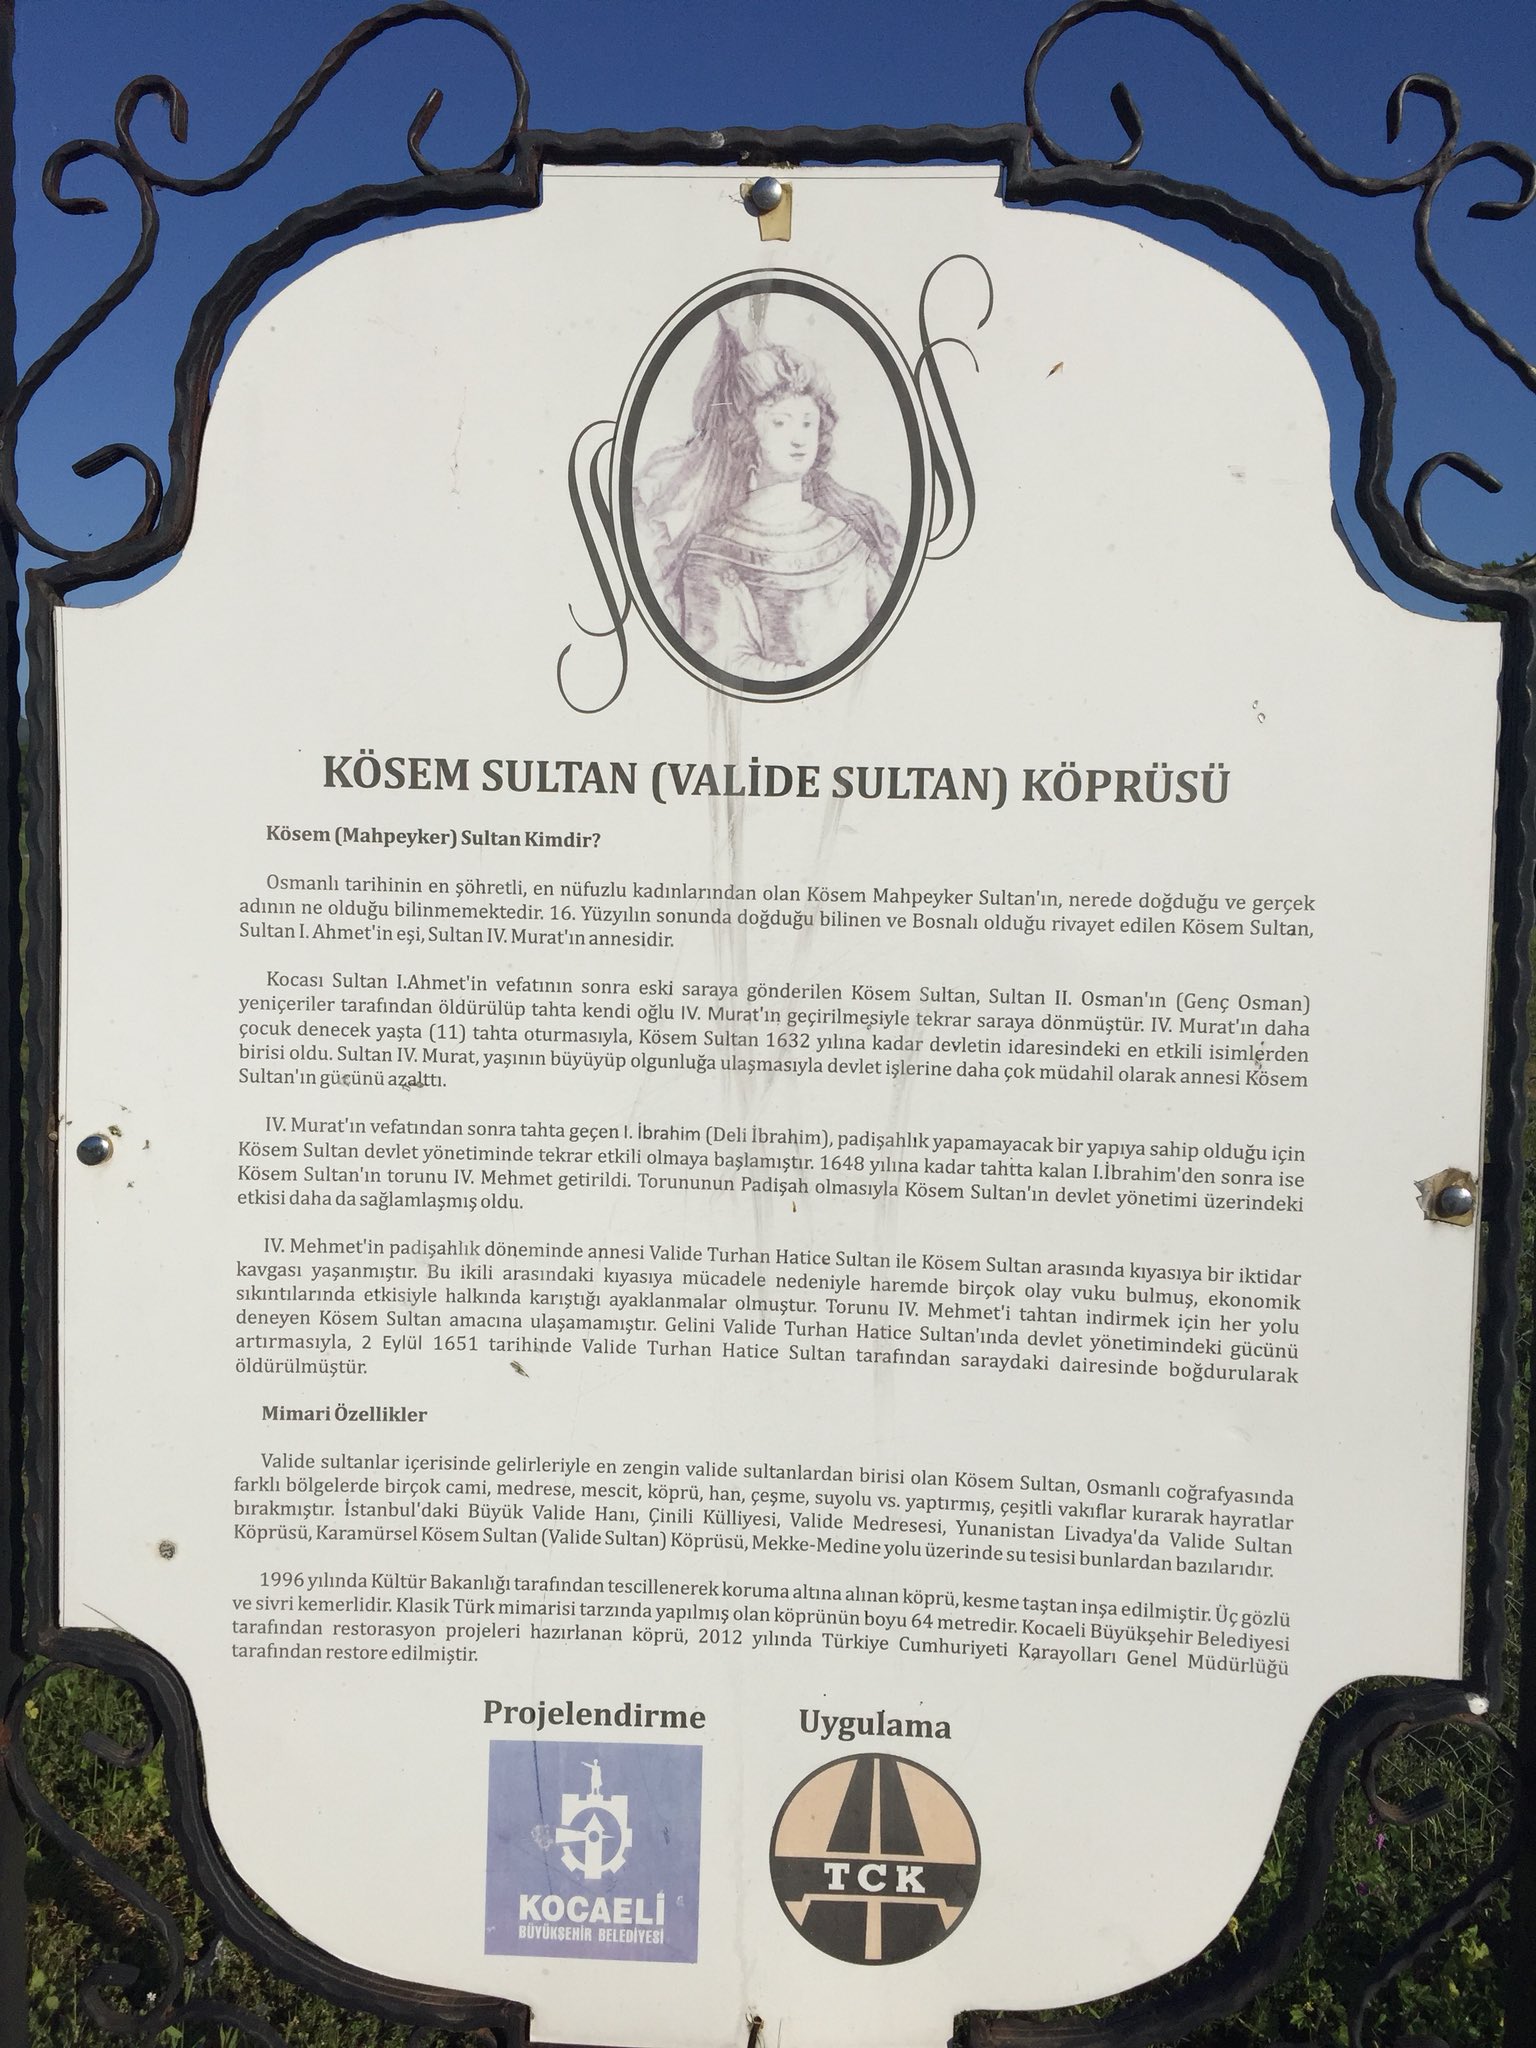 KÖSEM SULTAN (VALİDE SULTAN) KÖPRÜSÜ
Kösem (Mahpeyker) Sultan Kimdir?
Osmanlı tarihinin en şöhretli, en nüfuzlu kadınlarından olan Kösem Mahpeyker Sultan'ın, nerede doğduğu ve gerçek
adının ne olduğu bilinmemektedir. 16. Yüzyılın sonunda doğduğu bilinen ve Bosnalı olduğu rivayet edilen Kösem Sultan,
Sultan I. Ahmet'in eşi, Sultan IV. Murat'ın annesidir.
Kocası Sultan I.Ahmet'in vefatının sonra eski saraya gönderilen Kösem Sultan, Sultan II. Osman'ın (Genç Osman)
yeniçeriler tarafından öldürülüp tahta kendi oğlu IV. Murat'ın geçirilmesiyle tekrar saraya dönmüştür. IV. Murat'ın daha
çocuk denecek yaşta (11) tahta oturmasıyla, Kösem Sultan 1632 yılına kadar devletin idaresindeki en etkili isimlerden
birisi oldu. Sultan IV. Murat, yaşının büyüyüp olgunluğa ulaşmasıyla devlet işlerine daha çok müdahil olarak annesi Kösem
Sultan'ın gücünü azalttı.
IV. Murat'ın vefatından sonra tahta geçen I. İbrahim (Deli İbrahim), padişahlık yapamayacak bir yapıya sahip olduğu için
Kösem Sultan devlet yönetiminde tekrar etkili olmaya başlamıştır. 1648 yılına kadar tahtta kalan I.İbrahim'den sonra ise
Kösem Sultan'ın torunu IV. Mehmet getirildi. Torununun Padişah olmasıyla Kösem Sultan'ın devlet yönetimi üzerindeki
etkisi daha da sağlamlaşmış oldu.
IV. Mehmet'in padişahlık döneminde annesi Valide Turhan Hatice Sultan ile Kösem Sultan arasında kıyasıya bir iktidar
kavgası yaşanmıştır. Bu ikili arasındaki kıyasıya mücadele nedeniyle haremde birçok olay vuku bulmuş, ekonomik
sıkıntılarında etkisiyle halkında karıştığı ayaklanmalar olmuştur. Torunu IV. Mehmet'i tahtan indirmek için her yolu
deneyen Kösem Sultan amacına ulaşamamıştır. Gelini Valide Turhan Hatice Sultan'ında devlet yönetimindeki gücünü
artırmasıyla, 2 Eylül 1651 tarihinde Valide Turhan Hatice Sultan tarafından saraydaki dairesinde boğdurularak
öldürülmüştür.
Mimari Özellikler
Valide sultanlar içerisinde gelirleriyle en zengin valide sultanlardan birisi olan Kösem Sultan, Osmanlı coğrafyasında
farklı bölgelerde birçok cami, medrese, mescit, köprü, han, çeşme, suyolu vs. yaptırmış, çeşitli vakıflar kurarak hayratlar
bırakmıştır. İstanbul'daki Büyük Valide Hanı, Çinili Külliyesi, Valide Medresesi, Yunanistan Livadya'da Valide Sultan
Köprüsü, Karamürsel Kösem Sultan (Valide Sultan) Köprüsü, Mekke-Medine yolu üzerinde su tesisi bunlardan bazılarıdır.
1996 yılında Kültür Bakanlığı tarafından tescillenerek koruma altına alınan köprü, kesme taştan inşa edilmiştir. Üç gözlü
ve sivri kemerlidir. Klasik Türk mimarisi tarzında yapılmış olan köprünün boyu 64 metredir. Kocaeli Büyükşehir Belediyesi
tarafından restorasyon projeleri hazırlanan köprü, 2012 yılında Türkiye Cumhuriyeti Karayolları Genel Müdürlüğü
tarafından restore edilmiştir.
Projelendirme
Uygulama
KOCAELİ
BÜYÜKŞEHİR BELEDİYESİ
TCK